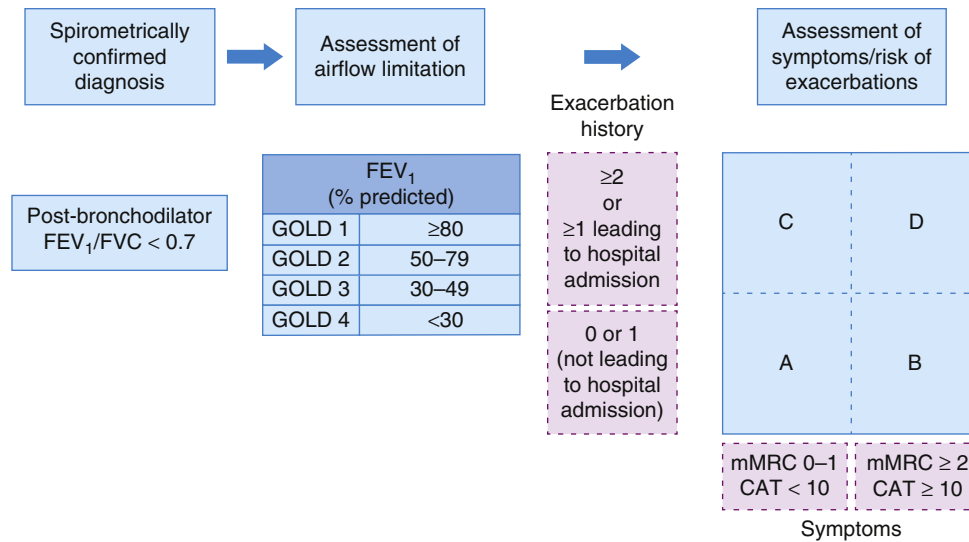 Spirometrically
confirmed
diagnosis
Assessment of
airflow limitation
Assessment of
symptoms/risk of
exacerbations
Exacerbation
history
Post-bronchodilator
FEV₁/FVC < 0.7
FEV₁
(% predicted)
GOLD 1 ≥80
GOLD 2 50–79
GOLD 3 30–49
GOLD 4 <30
≥2
or
≥1 leading
to hospital
admission
0 or 1
(not leading
to hospital
admission)
C D
A B
mMRC 0–1
CAT < 10
mMRC ≥ 2
CAT ≥ 10
Symptoms